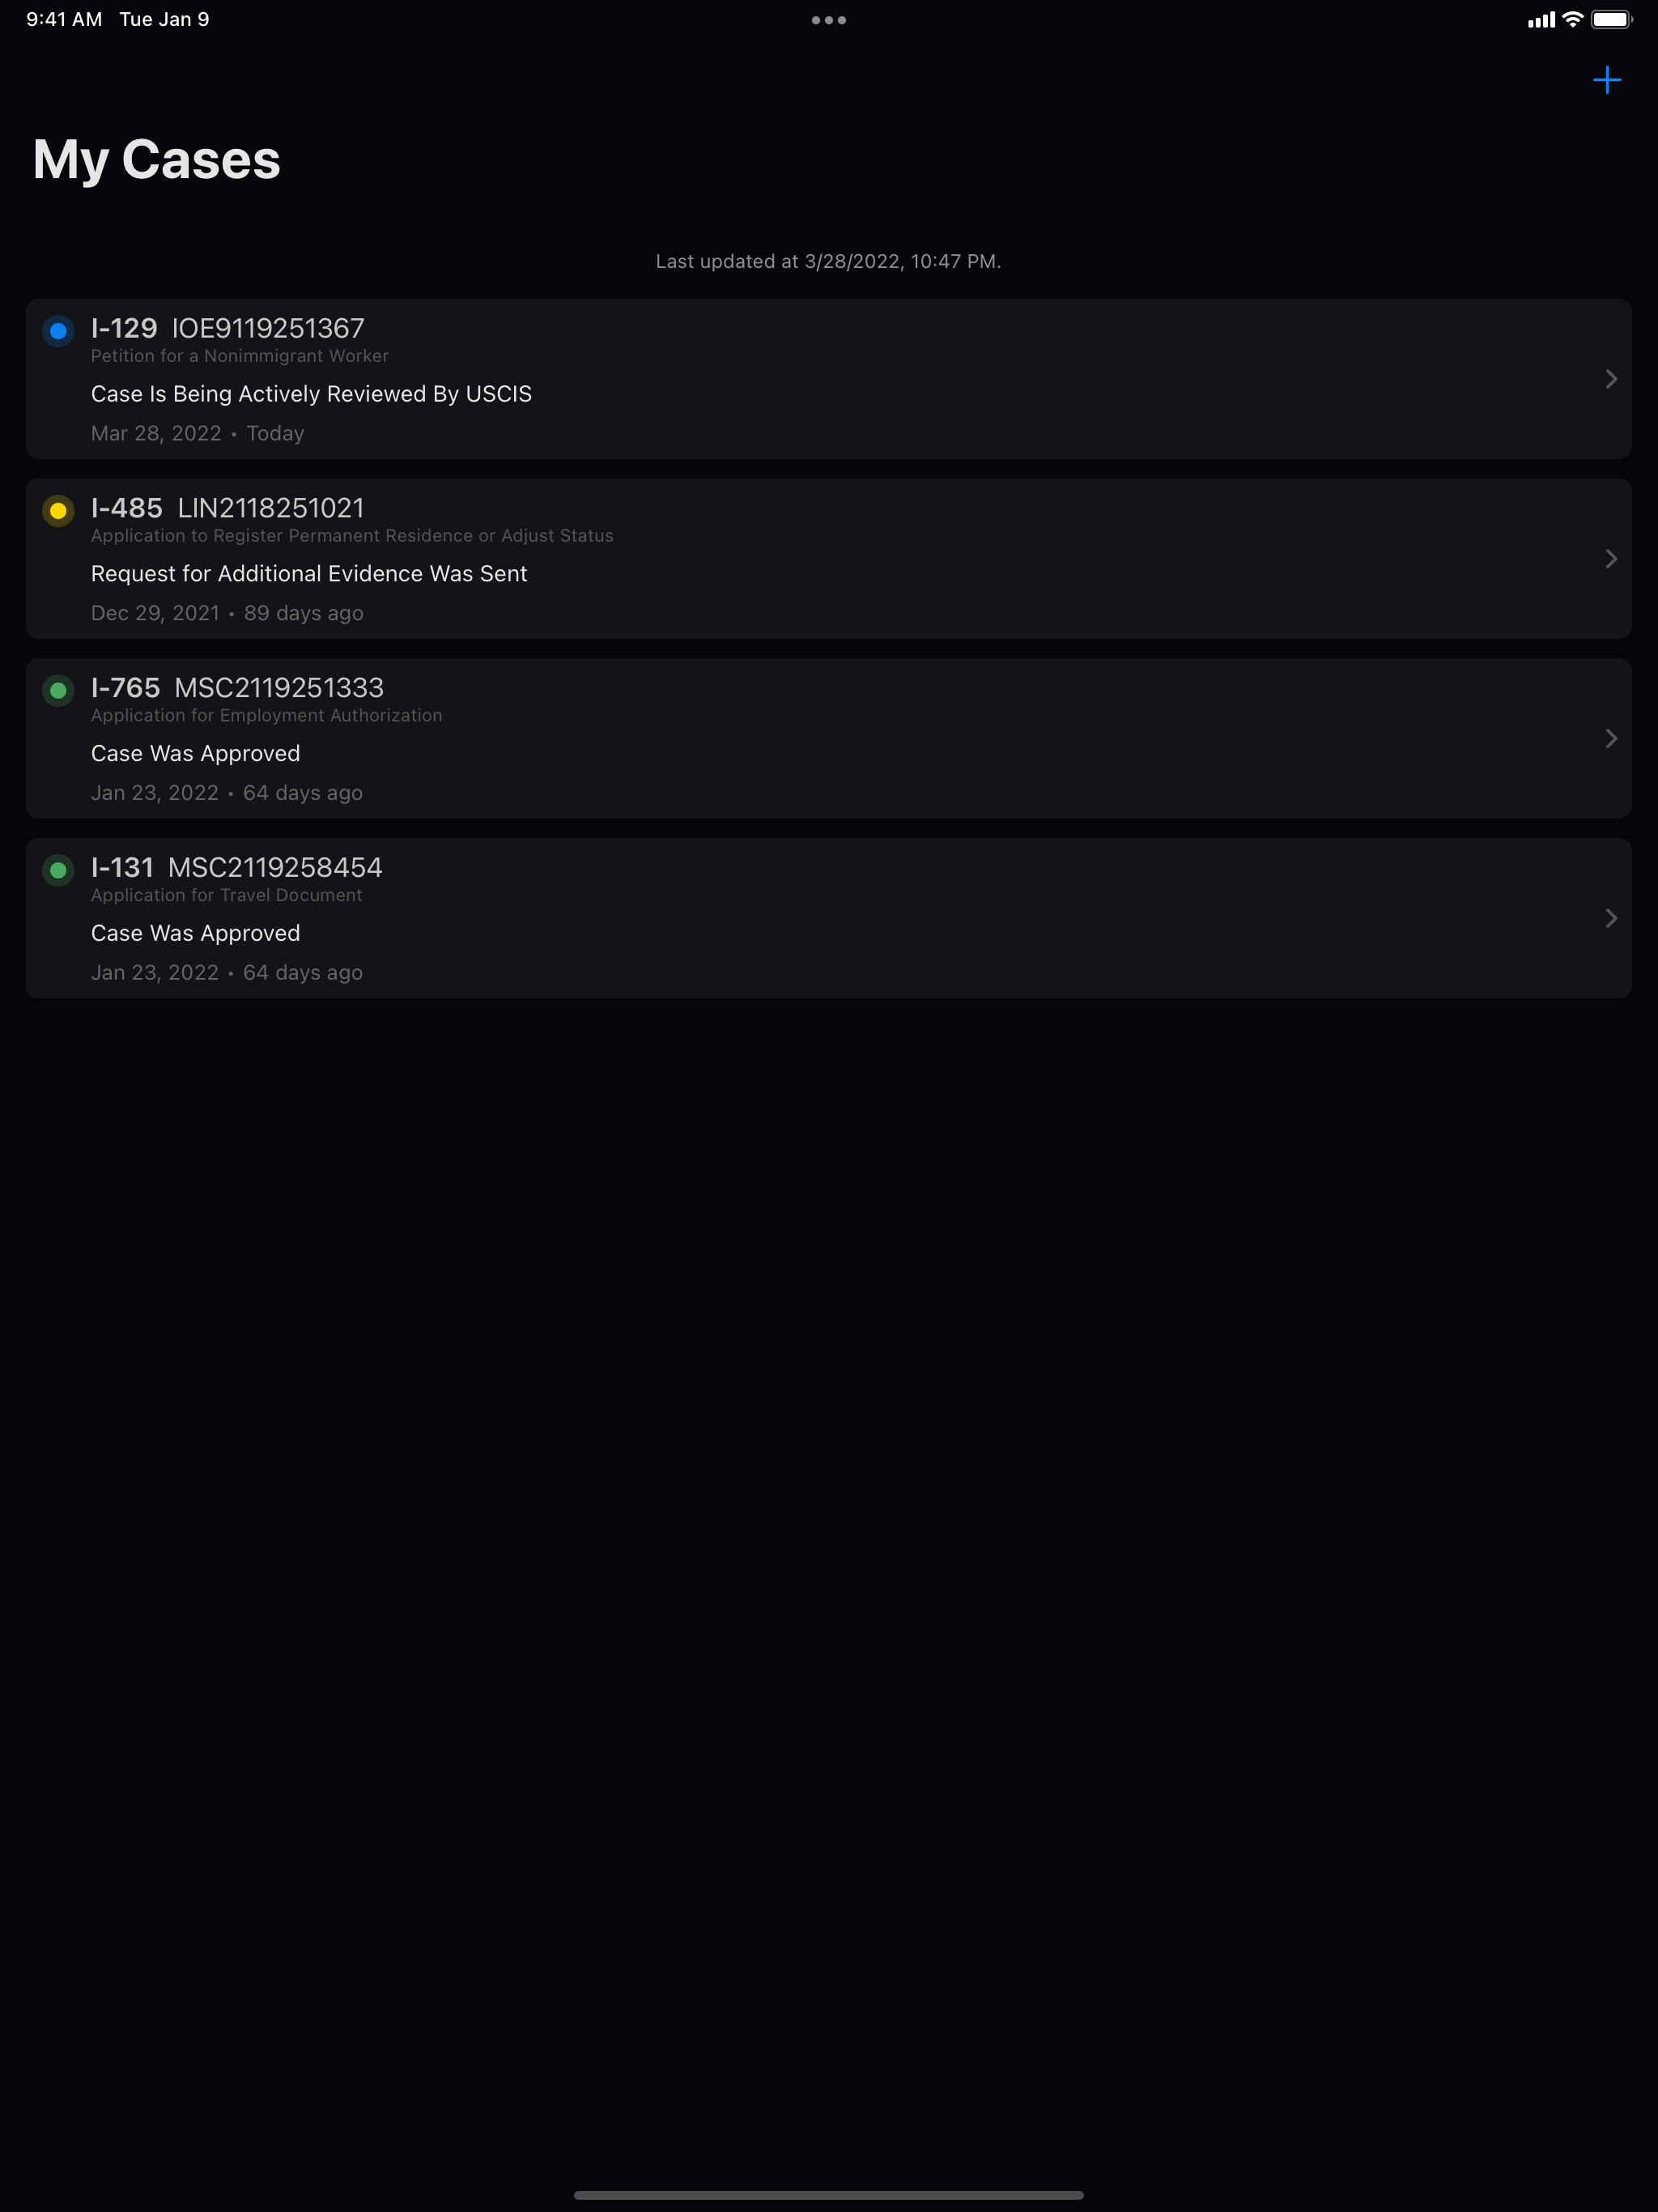 9:41 AM Tue Jan 9
My Cases
Last updated at 3/28/2022, 10:47 PM.
I-129 IOE9119251367
Petition for a Nonimmigrant Worker
Case Is Being Actively Reviewed By USCIS
Mar 28, 2022 • Today
I-485 LIN2118251021
Application to Register Permanent Residence or Adjust Status
Request for Additional Evidence Was Sent
Dec 29, 2021 • 89 days ago
I-765 MSC2119251333
Application for Employment Authorization
Case Was Approved
Jan 23, 2022 • 64 days ago
I-131 MSC2119258454
Application for Travel Document
Case Was Approved
Jan 23, 2022 • 64 days ago